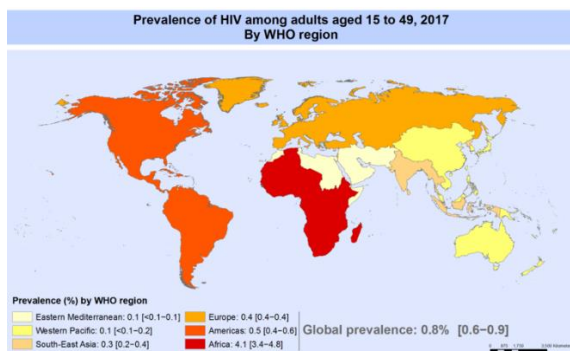 Prevalence of HIV among adults aged 15 to 49, 2017
By WHO region
Prevalence (%) by WHO region
Eastern Mediterranean: 0.1 [<0.1–0.1]
Western Pacific: 0.1 [<0.1–0.2]
South-East Asia: 0.3 [0.2–0.4]
Europe: 0.4 [0.4–0.4]
Americas: 0.5 [0.4–0.6]
Africa: 4.1 [3.4–4.8]
Global prevalence: 0.8% [0.6–0.9]